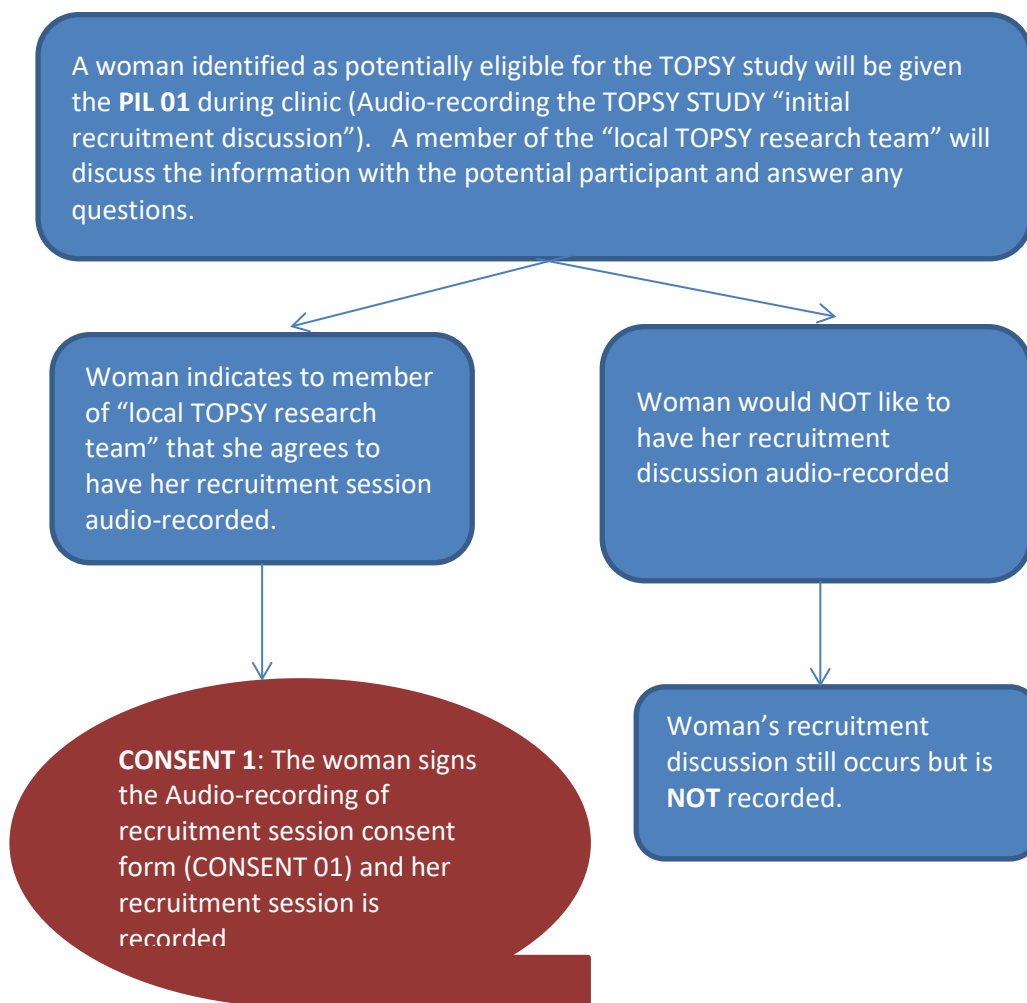 A woman identified as potentially eligible for the TOPSY study will be given
the PIL 01 during clinic (Audio-recording the TOPSY STUDY “initial
recruitment discussion”).   A member of the “local TOPSY research team” will
discuss the information with the potential participant and answer any
questions.
Woman indicates to member
of “local TOPSY research
team” that she agrees to
have her recruitment session
audio-recorded.
Woman would NOT like to
have her recruitment
discussion audio-recorded
CONSENT 1: The woman signs
the Audio-recording of
recruitment session consent
form (CONSENT 01) and her
recruitment session is
recorded
Woman’s recruitment
discussion still occurs but is
NOT recorded.